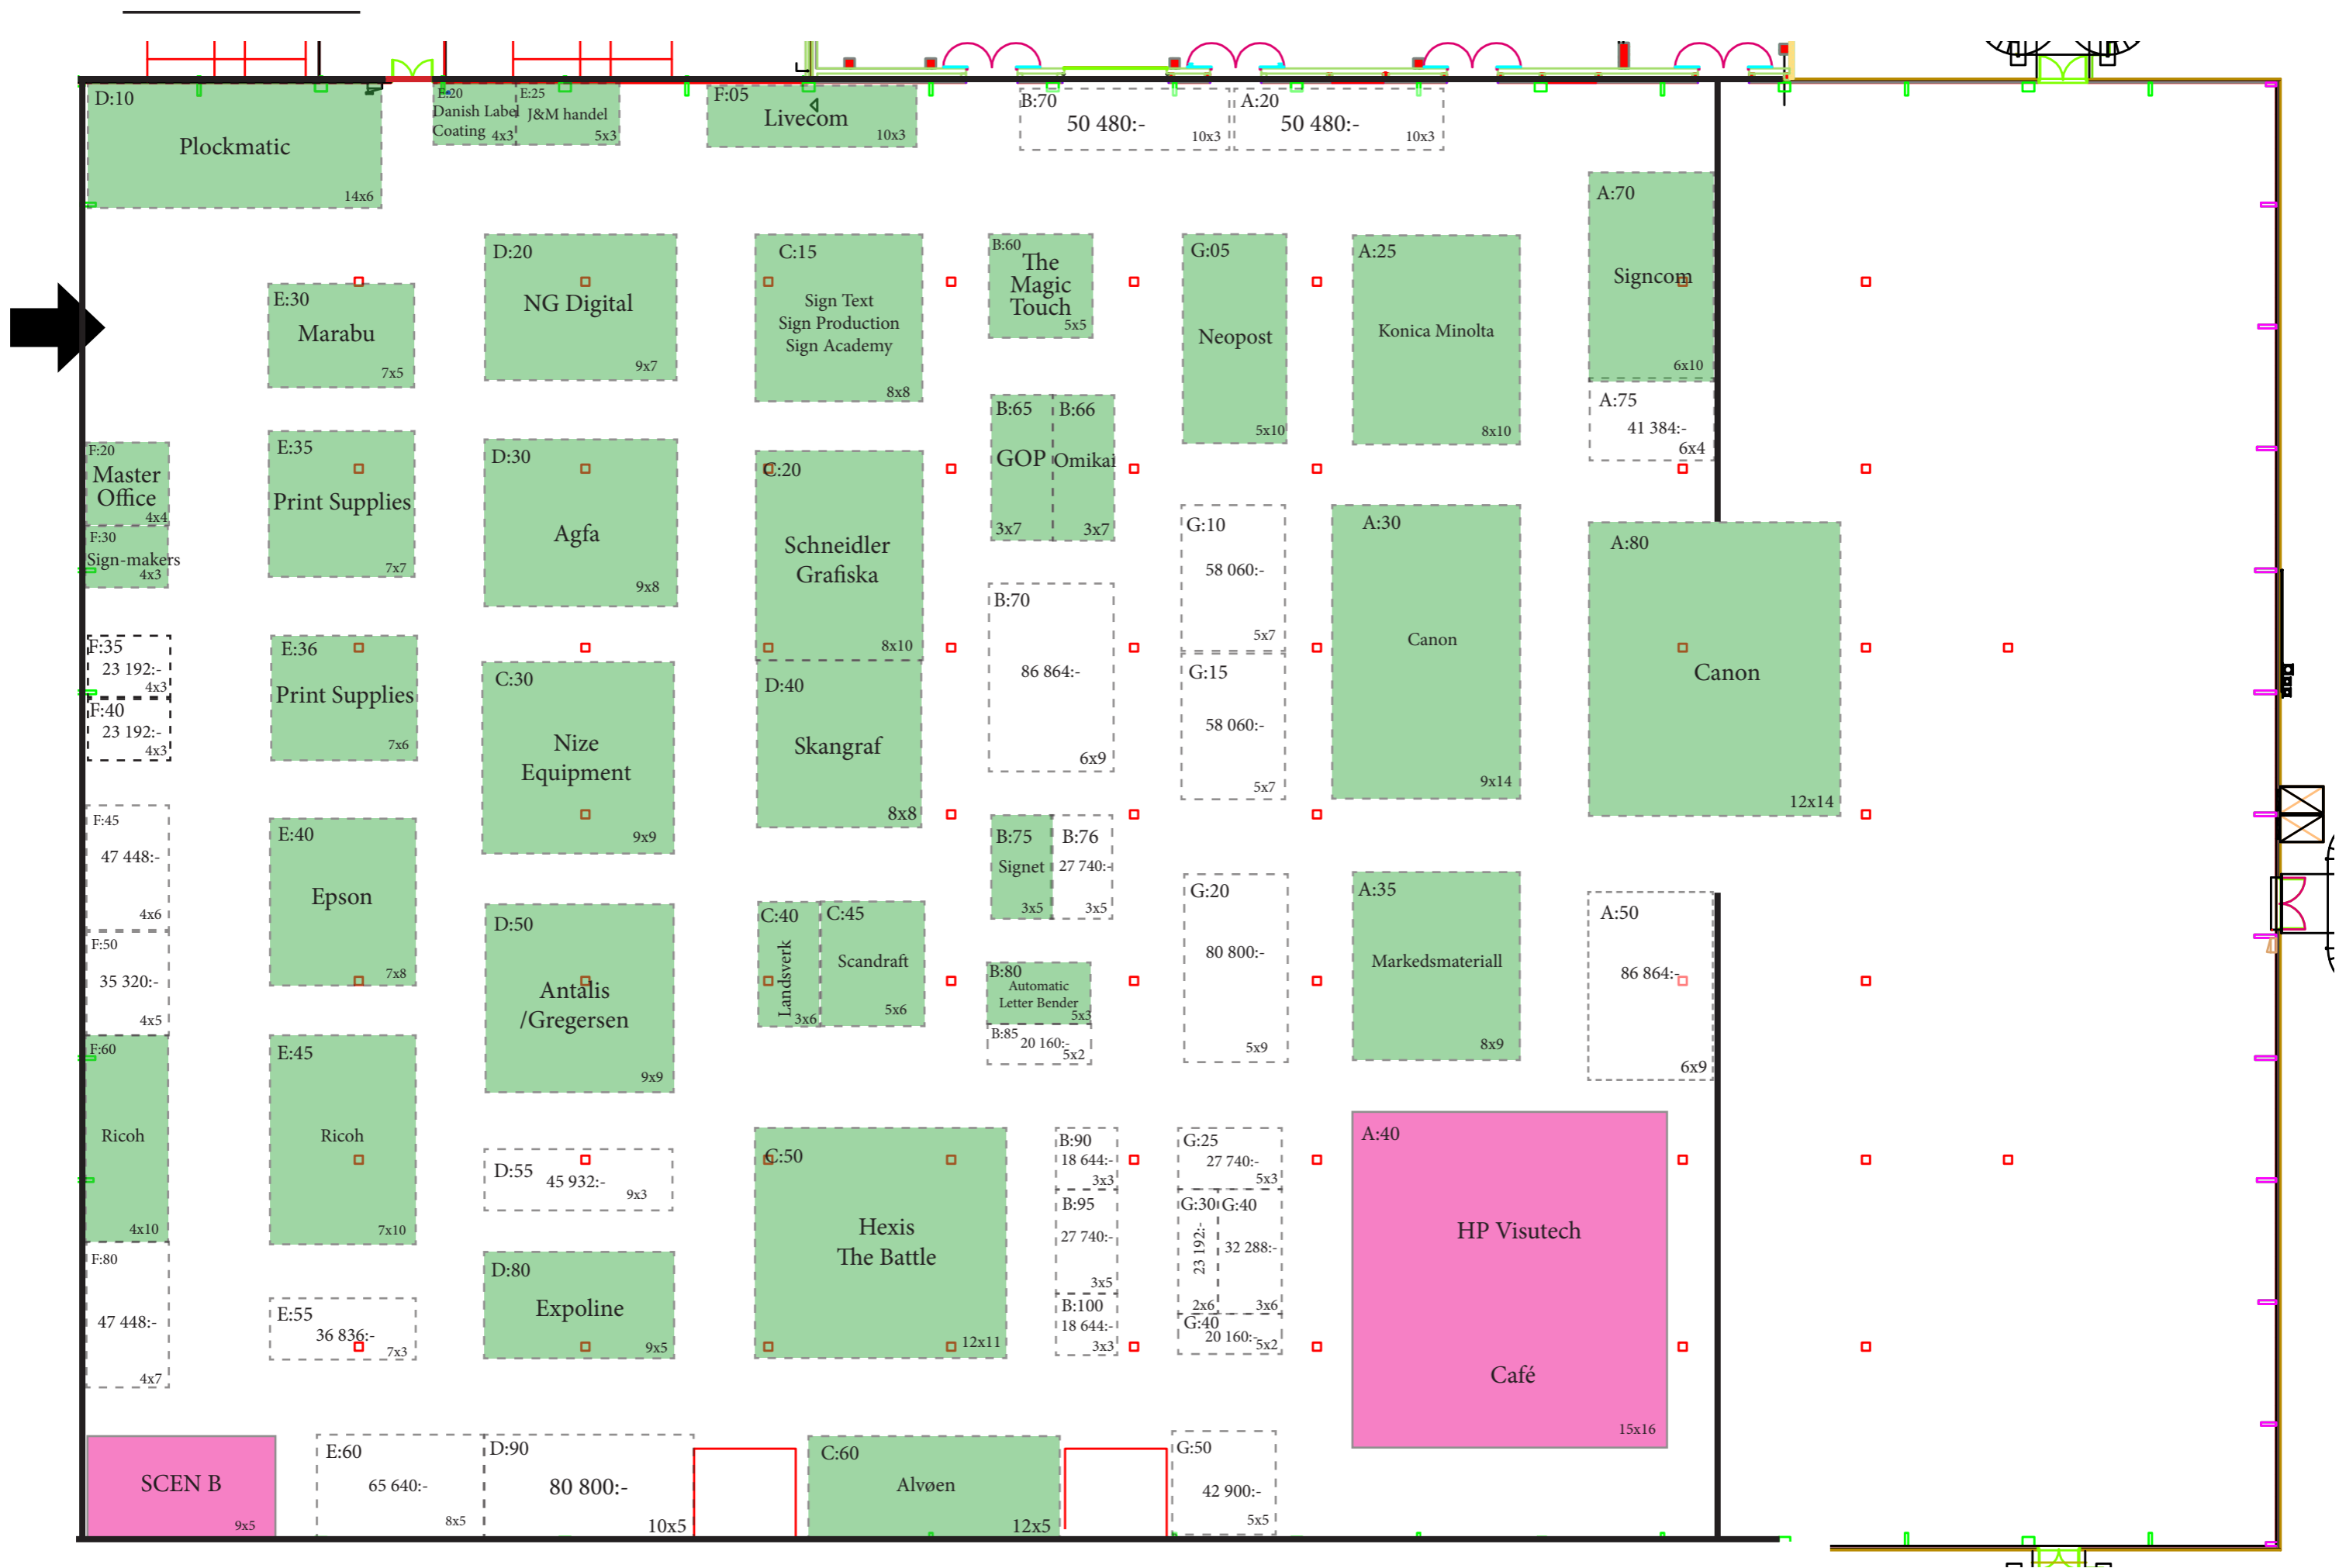 D:10
Plockmatic
14x6
E:20
Danish Label
Coating 4x3
E:25
J&M handel
5x3
F:05
Livecom
10x3
B:70
50 480:-
10x3
A:20
50 480:-
10x3
A:70
Signcom
6x10
A:75
41 384:-
6x4
E:30
Marabu
7x5
D:20
NG Digital
9x7
C:15
Sign Text
Sign Production
Sign Academy
8x8
B:60
The
Magic
Touch
5x5
G:05
Neopost
5x10
A:25
Konica Minolta
8x10
F:20
Master
Office
4x4
F:30
Sign-makers
4x3
E:35
Print Supplies
7x7
D:30
Agfa
9x8
C:20
Schneidler
Grafiska
8x10
B:65
GOP
3x7
B:66
Omikai
3x7
G:10
58 060:-
5x7
G:15
58 060:-
5x7
A:30
Canon
9x14
A:80
Canon
12x14
F:35
23 192:-
4x3
F:40
23 192:-
4x3
E:36
Print Supplies
7x6
C:30
Nize
Equipment
9x9
D:40
Skangraf
8x8
B:70
86 864:-
6x9
F:45
47 448:-
4x6
F:50
35 320:-
4x5
E:40
Epson
7x8
D:50
Antalis
/Gregersen
9x9
C:40
Landsverk
3x6
C:45
Scandraft
5x6
B:75
Signet
3x5
B:76
27 740:-
3x5
B:80
Automatic
Letter Bender
5x3
B:85
20 160:-
5x2
G:20
80 800:-
5x9
A:35
Markedsmateriall
8x9
A:50
86 864:-
6x9
F:60
Ricoh
4x10
E:45
Ricoh
7x10
D:55
45 932:-
9x3
C:50
Hexis
The Battle
12x11
B:90
18 644:-
3x3
B:95
27 740:-
3x5
B:100
18 644:-
3x3
G:25
27 740:-
5x3
G:30
23 192:-
2x6
G:40
32 288:-
3x6
G:40
20 160:-
5x2
A:40
HP Visutech
Café
15x16
F:80
47 448:-
4x7
E:55
36 836:-
7x3
D:80
Expoline
9x5
SCEN B
9x5
E:60
65 640:-
8x5
D:90
80 800:-
10x5
C:60
Alvøen
12x5
G:50
42 900:-
5x5